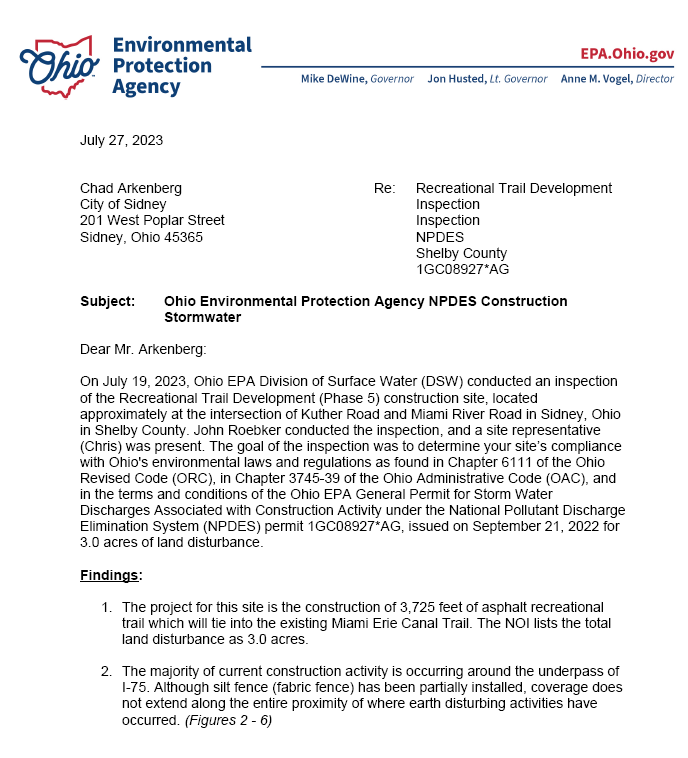 Ohio
Environmental
Protection
Agency
EPA.Ohio.gov
Mike DeWine, Governor Jon Husted, Lt. Governor Anne M. Vogel, Director
July 27, 2023
Chad Arkenberg
City of Sidney
201 West Poplar Street
Sidney, Ohio 45365
Re: Recreational Trail Development
Inspection
Inspection
NPDES
Shelby County
1GC08927*AG
Subject: Ohio Environmental Protection Agency NPDES Construction
Stormwater
Dear Mr. Arkenberg:
On July 19, 2023, Ohio EPA Division of Surface Water (DSW) conducted an inspection
of the Recreational Trail Development (Phase 5) construction site, located
approximately at the intersection of Kuther Road and Miami River Road in Sidney, Ohio
in Shelby County. John Roebker conducted the inspection, and a site representative
(Chris) was present. The goal of the inspection was to determine your site's compliance
with Ohio's environmental laws and regulations as found in Chapter 6111 of the Ohio
Revised Code (ORC), in Chapter 3745-39 of the Ohio Administrative Code (OAC), and
in the terms and conditions of the Ohio EPA General Permit for Storm Water
Discharges Associated with Construction Activity under the National Pollutant Discharge
Elimination System (NPDES) permit 1GC08927*AG, issued on September 21, 2022 for
3.0 acres of land disturbance.
Findings:
1. The project for this site is the construction of 3,725 feet of asphalt recreational
trail which will tie into the existing Miami Erie Canal Trail. The NOI lists the total
land disturbance as 3.0 acres.
2. The majority of current construction activity is occurring around the underpass of
I-75. Although silt fence (fabric fence) has been partially installed, coverage does
not extend along the entire proximity of where earth disturbing activities have
occurred. (Figures 2 - 6)